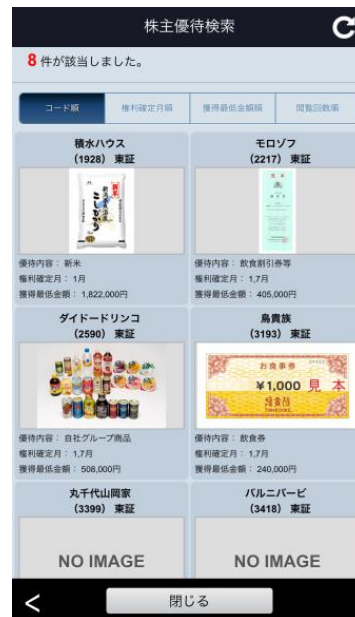 株主優待検索
8 件が該当しました。
コード順
権利確定月順
獲得最低金額順
閲覧回数順
積水ハウス
(1928) 東証
新米
こしひかり
優待内容： 新米
権利確定月： 1月
獲得最低金額： 1,822,000円
モロゾフ
(2217) 東証
見本
優待内容： 飲食割引券等
権利確定月： 1,7月
獲得最低金額： 405,000円
ダイドードリンコ
(2590) 東証
優待内容： 自社グループ商品
権利確定月： 1,7月
獲得最低金額： 508,000円
鳥貴族
(3193) 東証
お食事券
¥1,000 見 本
鳥貴族
優待内容： 飲食券
権利確定月： 1,7月
獲得最低金額： 240,000円
丸千代山岡家
(3399) 東証
NO IMAGE
バルニバービ
(3418) 東証
NO IMAGE
<
閉じる